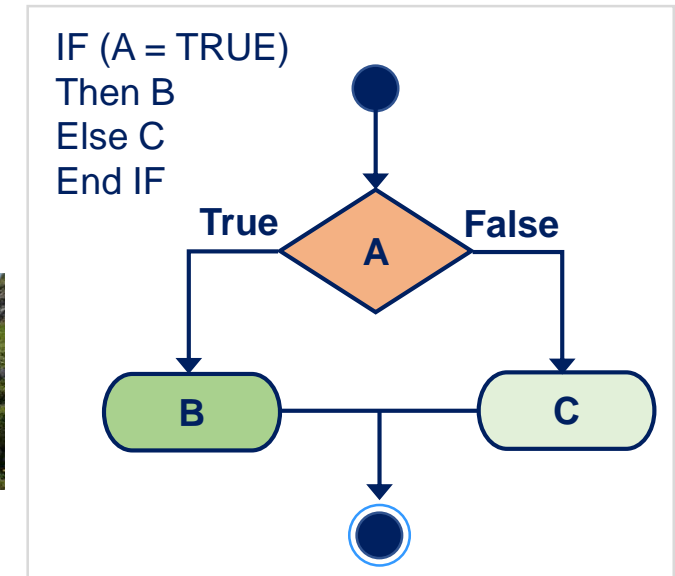 IF (A = TRUE)
Then B
Else C
End IF
True
False
A
B
C